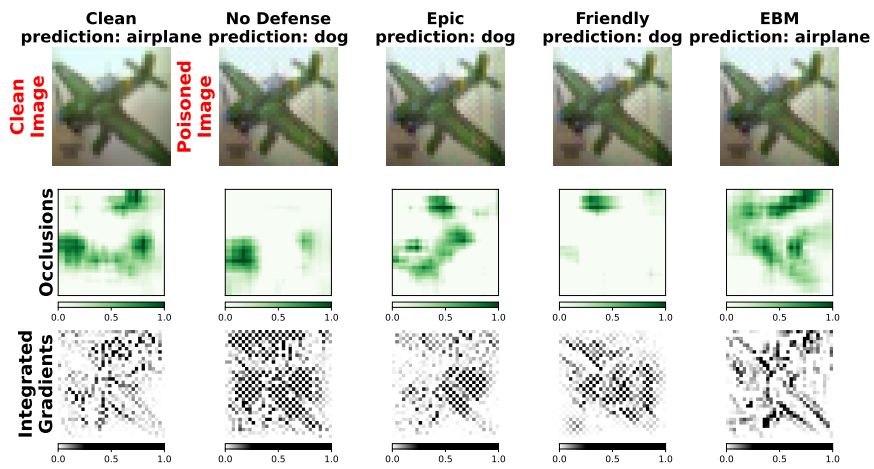 Clean
prediction: airplane
No Defense
prediction: dog
Epic
prediction: dog
Friendly
prediction: dog
EBM
prediction: airplane
Clean
Image
Poisoned
Image
Occlusions
0.0 0.5 1.0
0.0 0.5 1.0
0.0 0.5 1.0
0.0 0.5 1.0
0.0 0.5 1.0
Integrated
Gradients
0.0 0.5 1.0
0.0 0.5 1.0
0.0 0.5 1.0
0.0 0.5 1.0
0.0 0.5 1.0